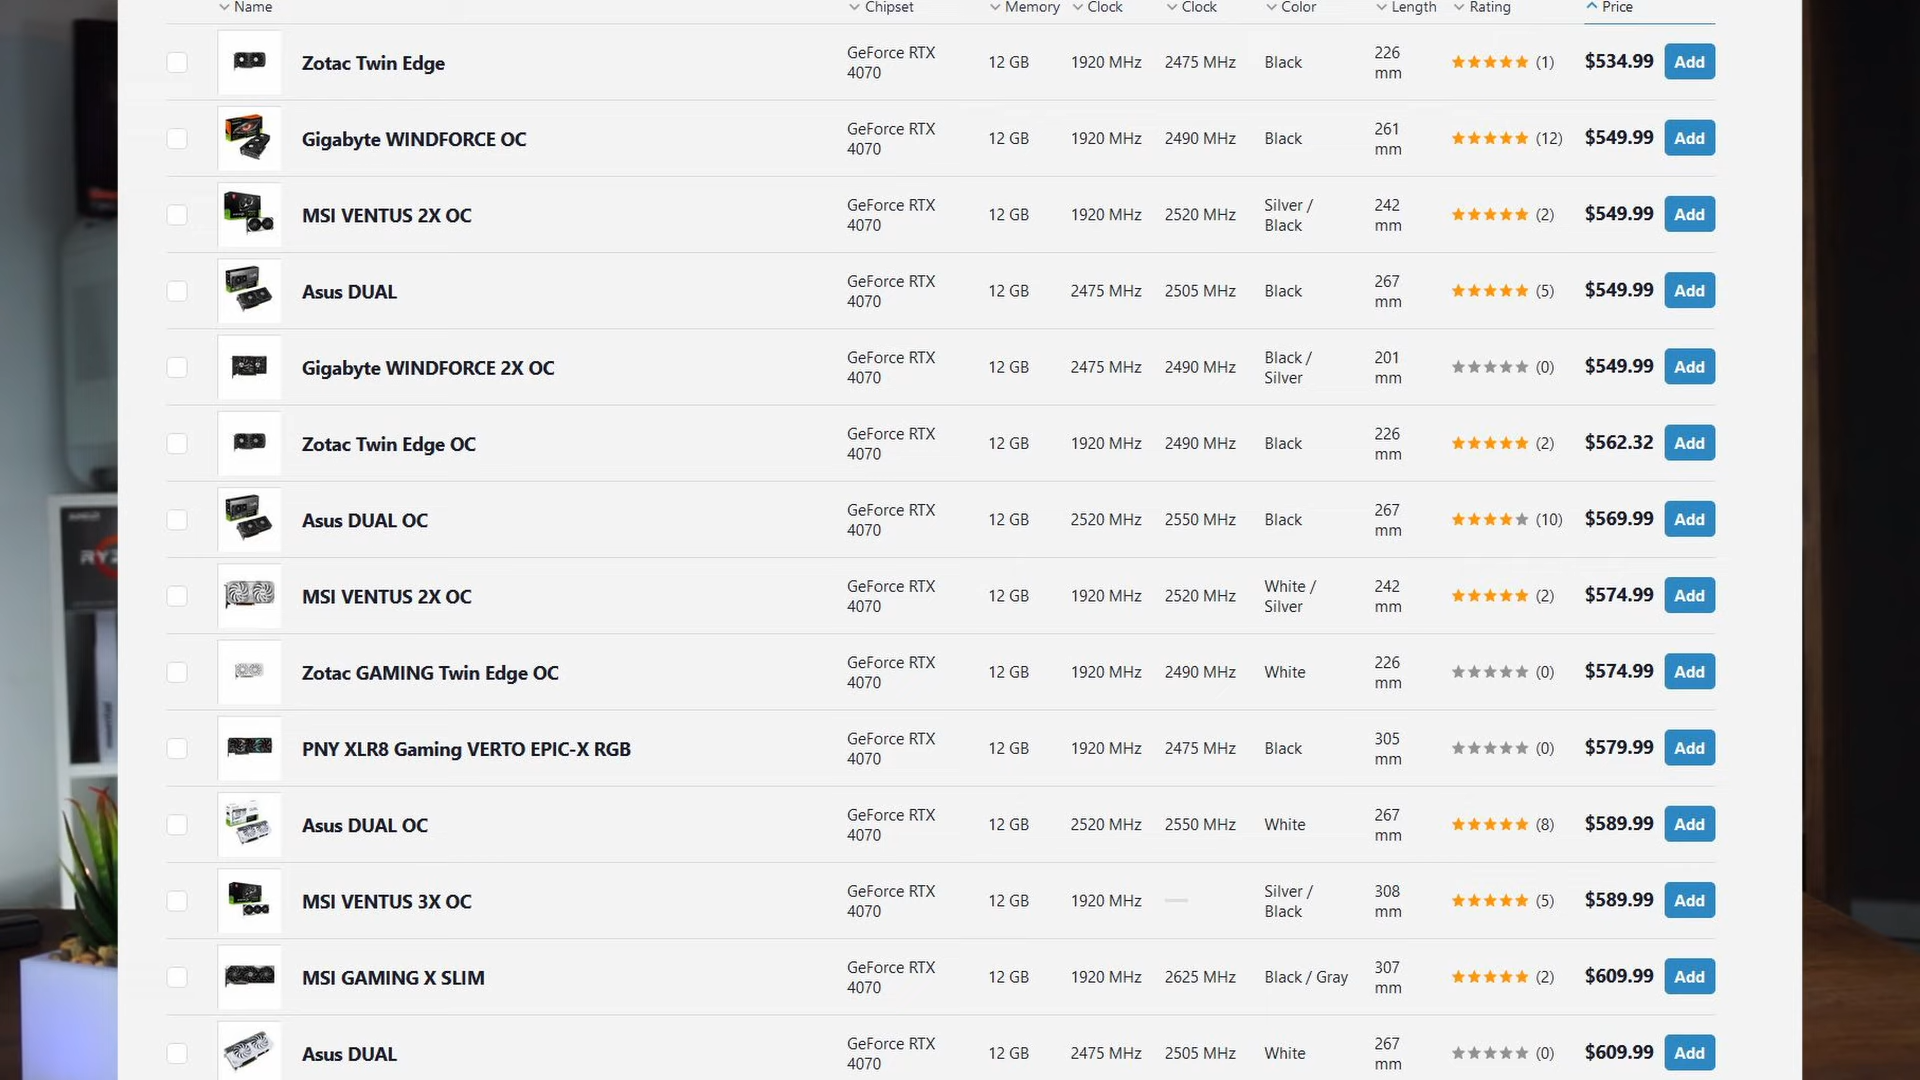 Name Chipset Memory Clock Clock Color Length Rating Price
Zotac Twin Edge GeForce RTX 4070 12 GB 1920 MHz 2475 MHz Black 226 mm (1) $534.99 Add
Gigabyte WINDFORCE OC GeForce RTX 4070 12 GB 1920 MHz 2490 MHz Black 261 mm (12) $549.99 Add
MSI VENTUS 2X OC GeForce RTX 4070 12 GB 1920 MHz 2520 MHz Silver / Black 242 mm (2) $549.99 Add
Asus DUAL GeForce RTX 4070 12 GB 2475 MHz 2505 MHz Black 267 mm (5) $549.99 Add
Gigabyte WINDFORCE 2X OC GeForce RTX 4070 12 GB 2475 MHz 2490 MHz Black / Silver 201 mm (0) $549.99 Add
Zotac Twin Edge OC GeForce RTX 4070 12 GB 1920 MHz 2490 MHz Black 226 mm (2) $562.32 Add
Asus DUAL OC GeForce RTX 4070 12 GB 2520 MHz 2550 MHz Black 267 mm (10) $569.99 Add
MSI VENTUS 2X OC GeForce RTX 4070 12 GB 1920 MHz 2520 MHz White / Silver 242 mm (2) $574.99 Add
Zotac GAMING Twin Edge OC GeForce RTX 4070 12 GB 1920 MHz 2490 MHz White 226 mm (0) $574.99 Add
PNY XLR8 Gaming VERTO EPIC-X RGB GeForce RTX 4070 12 GB 1920 MHz 2475 MHz Black 305 mm (0) $579.99 Add
Asus DUAL OC GeForce RTX 4070 12 GB 2520 MHz 2550 MHz White 267 mm (8) $589.99 Add
MSI VENTUS 3X OC GeForce RTX 4070 12 GB 1920 MHz — Silver / Black 308 mm (5) $589.99 Add
MSI GAMING X SLIM GeForce RTX 4070 12 GB 1920 MHz 2625 MHz Black / Gray 307 mm (2) $609.99 Add
Asus DUAL GeForce RTX 4070 12 GB 2475 MHz 2505 MHz White 267 mm (0) $609.99 Add